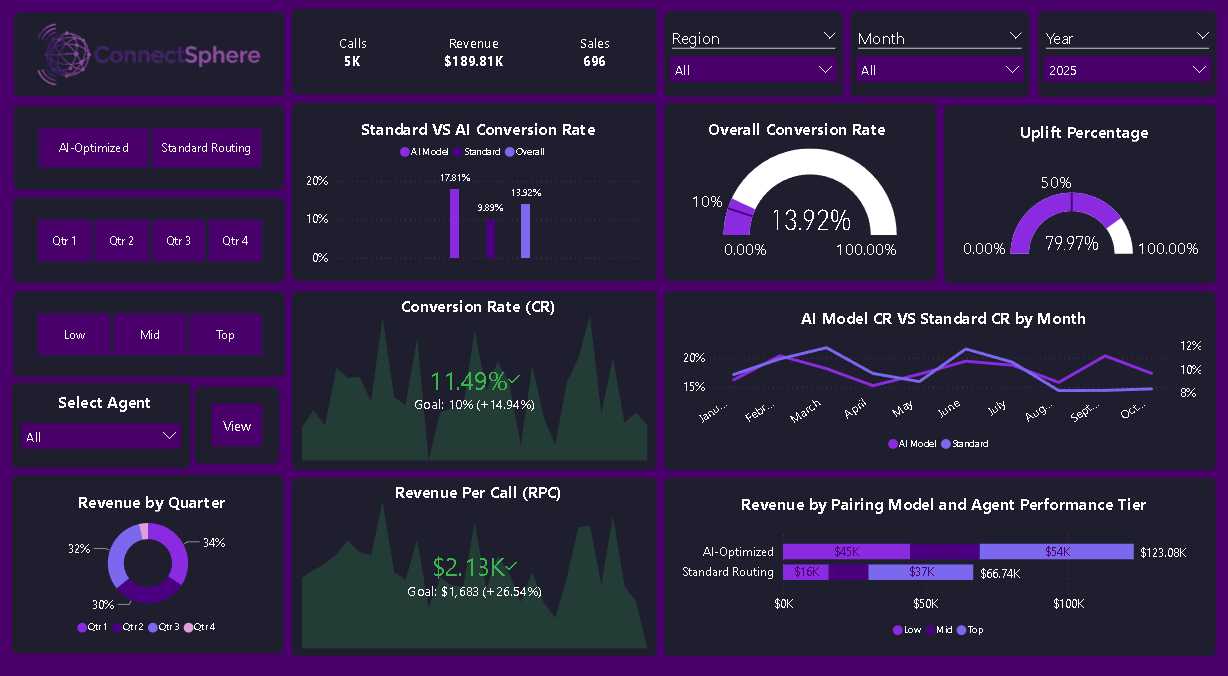 ConnectSphere
Calls
5K
Revenue
$189.81K
Sales
696
Region
All
Month
All
Year
2025
AI-Optimized
Standard Routing
Qtr 1
Qtr 2
Qtr 3
Qtr 4
Low
Mid
Top
Select Agent
All
View
Standard VS AI Conversion Rate
AI Model Standard Overall
20%
10%
0%
17.81%
9.89%
13.92%
Overall Conversion Rate
10%
13.92%
0.00%
100.00%
Uplift Percentage
50%
0.00%
79.97%
100.00%
Conversion Rate (CR)
11.49%
Goal: 10% (+14.94%)
AI Model CR VS Standard CR by Month
20%
15%
12%
10%
8%
Janu...
Febr...
March
April
May
June
July
Aug...
Sept...
Oct...
AI Model Standard
Revenue by Quarter
32%
34%
30%
Qtr 1 Qtr 2 Qtr 3 Qtr 4
Revenue Per Call (RPC)
$2.13K
Goal: $1,683 (+26.54%)
Revenue by Pairing Model and Agent Performance Tier
AI-Optimized
$45K
$54K
$123.08K
Standard Routing
$16K
$37K
$66.74K
$0K
$50K
$100K
Low Mid Top